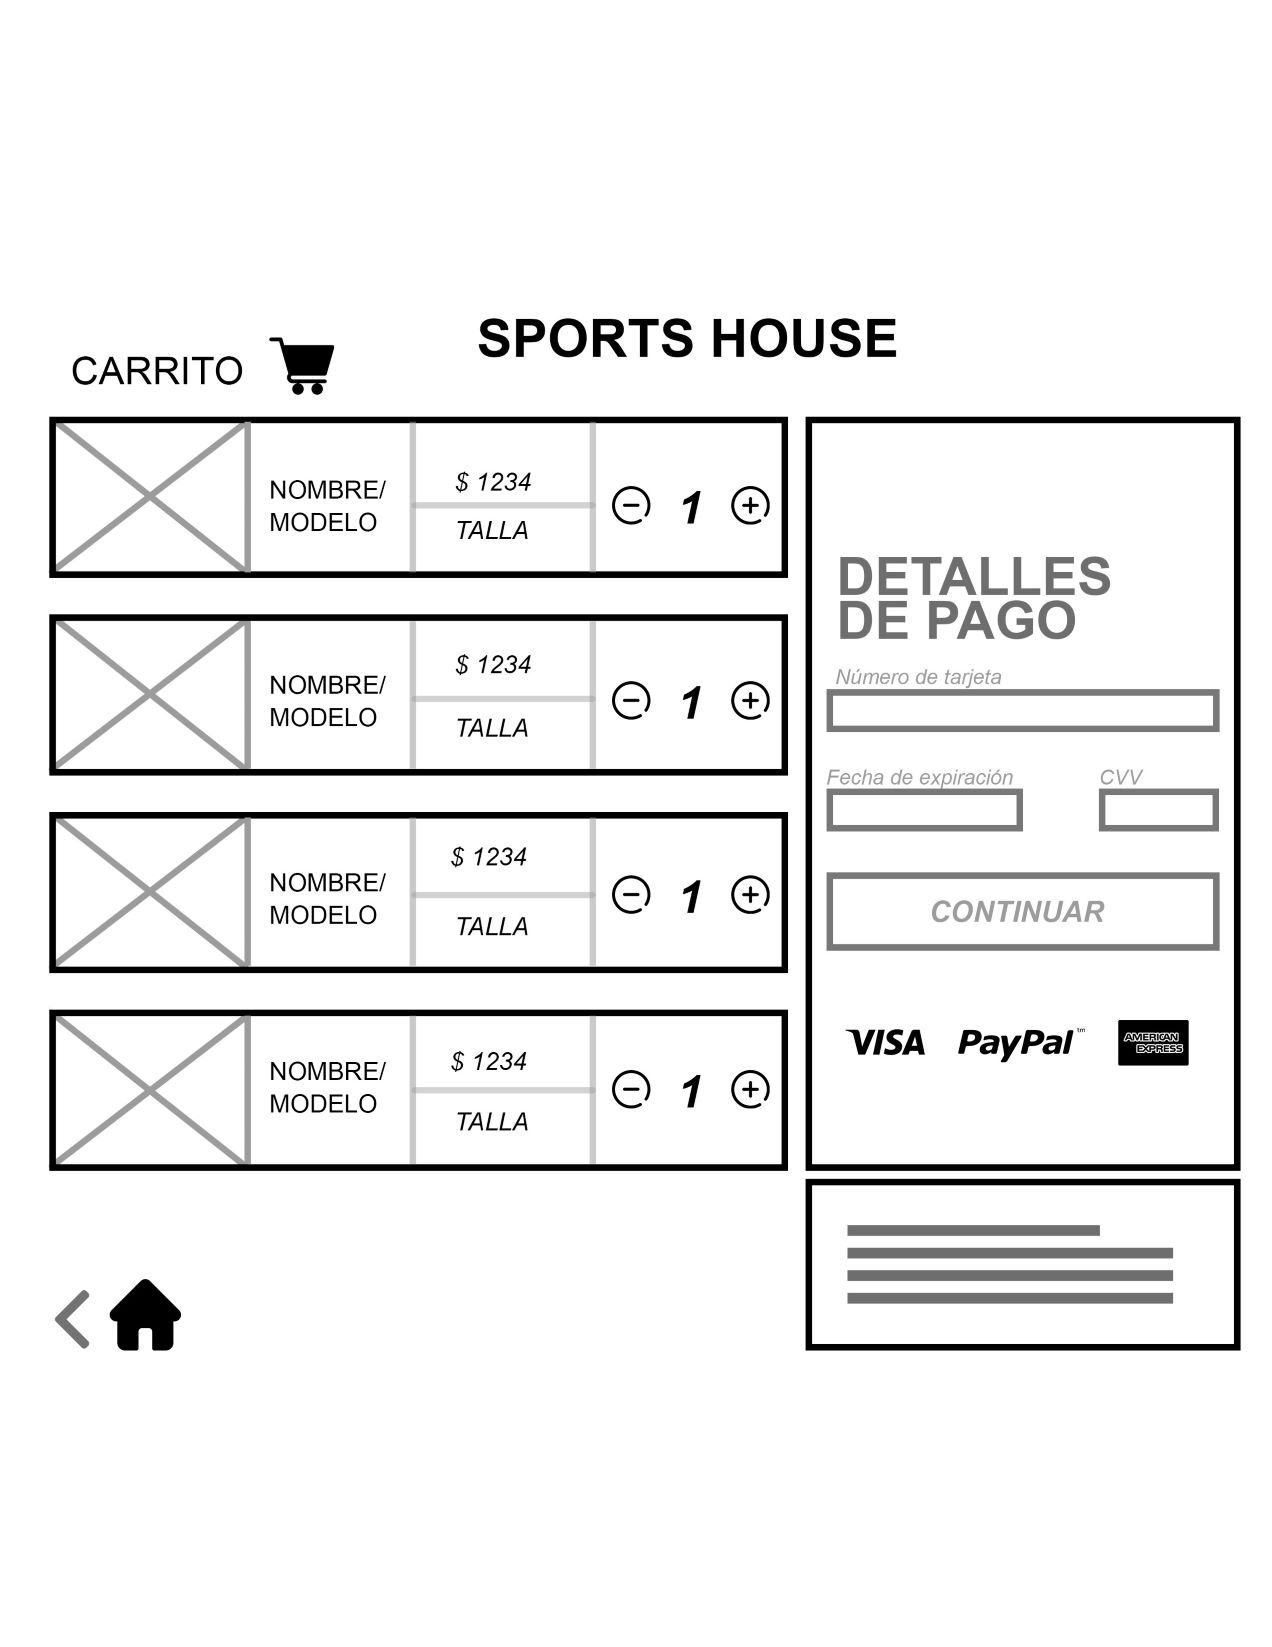 SPORTS HOUSE
CARRITO
NOMBRE/
MODELO
$ 1234
TALLA
1
NOMBRE/
MODELO
$ 1234
TALLA
1
NOMBRE/
MODELO
$ 1234
TALLA
1
NOMBRE/
MODELO
$ 1234
TALLA
1
DETALLES
DE PAGO
Número de tarjeta
Fecha de expiración CVV
CONTINUAR
VISA PayPal™ AMERICAN
EXPRESS